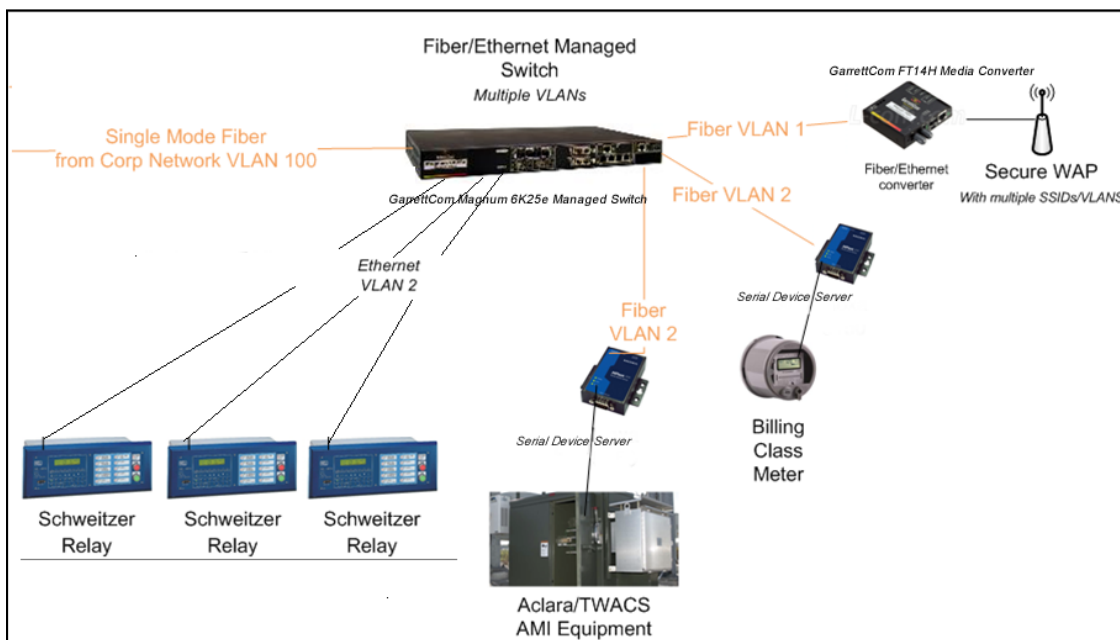 Fiber/Ethernet Managed
Switch
Multiple VLANs
GarrettCom FT14H Media Converter
Single Mode Fiber
from Corp Network VLAN 100
Fiber VLAN 1
Fiber/Ethernet
converter
Secure WAP
With multiple SSIDs/VLANS
Fiber VLAN 2
GarrettCom Magnum 6K25e Managed Switch
Ethernet
VLAN 2
Serial Device Server
Fiber
VLAN 2
Serial Device Server
Billing
Class
Meter
Schweitzer
Relay
Schweitzer
Relay
Schweitzer
Relay
Aclara/TWACS
AMI Equipment